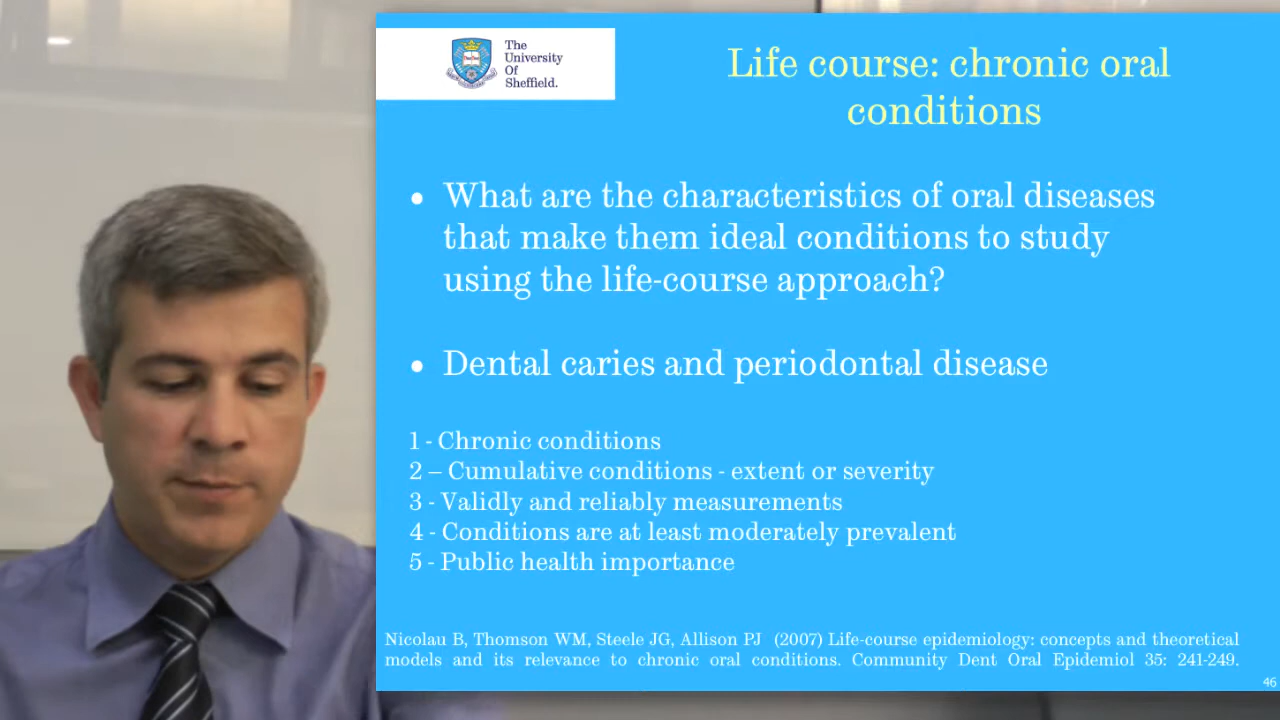 The
University
Of
Sheffield.
Life course: chronic oral
conditions
• What are the characteristics of oral diseases
that make them ideal conditions to study
using the life-course approach?
• Dental caries and periodontal disease
1 - Chronic conditions
2 – Cumulative conditions - extent or severity
3 - Validly and reliably measurements
4 - Conditions are at least moderately prevalent
5 - Public health importance
Nicolau B, Thomson WM, Steele JG, Allison PJ (2007) Life-course epidemiology: concepts and theoretical
models and its relevance to chronic oral conditions. Community Dent Oral Epidemiol 35: 241-249.
46